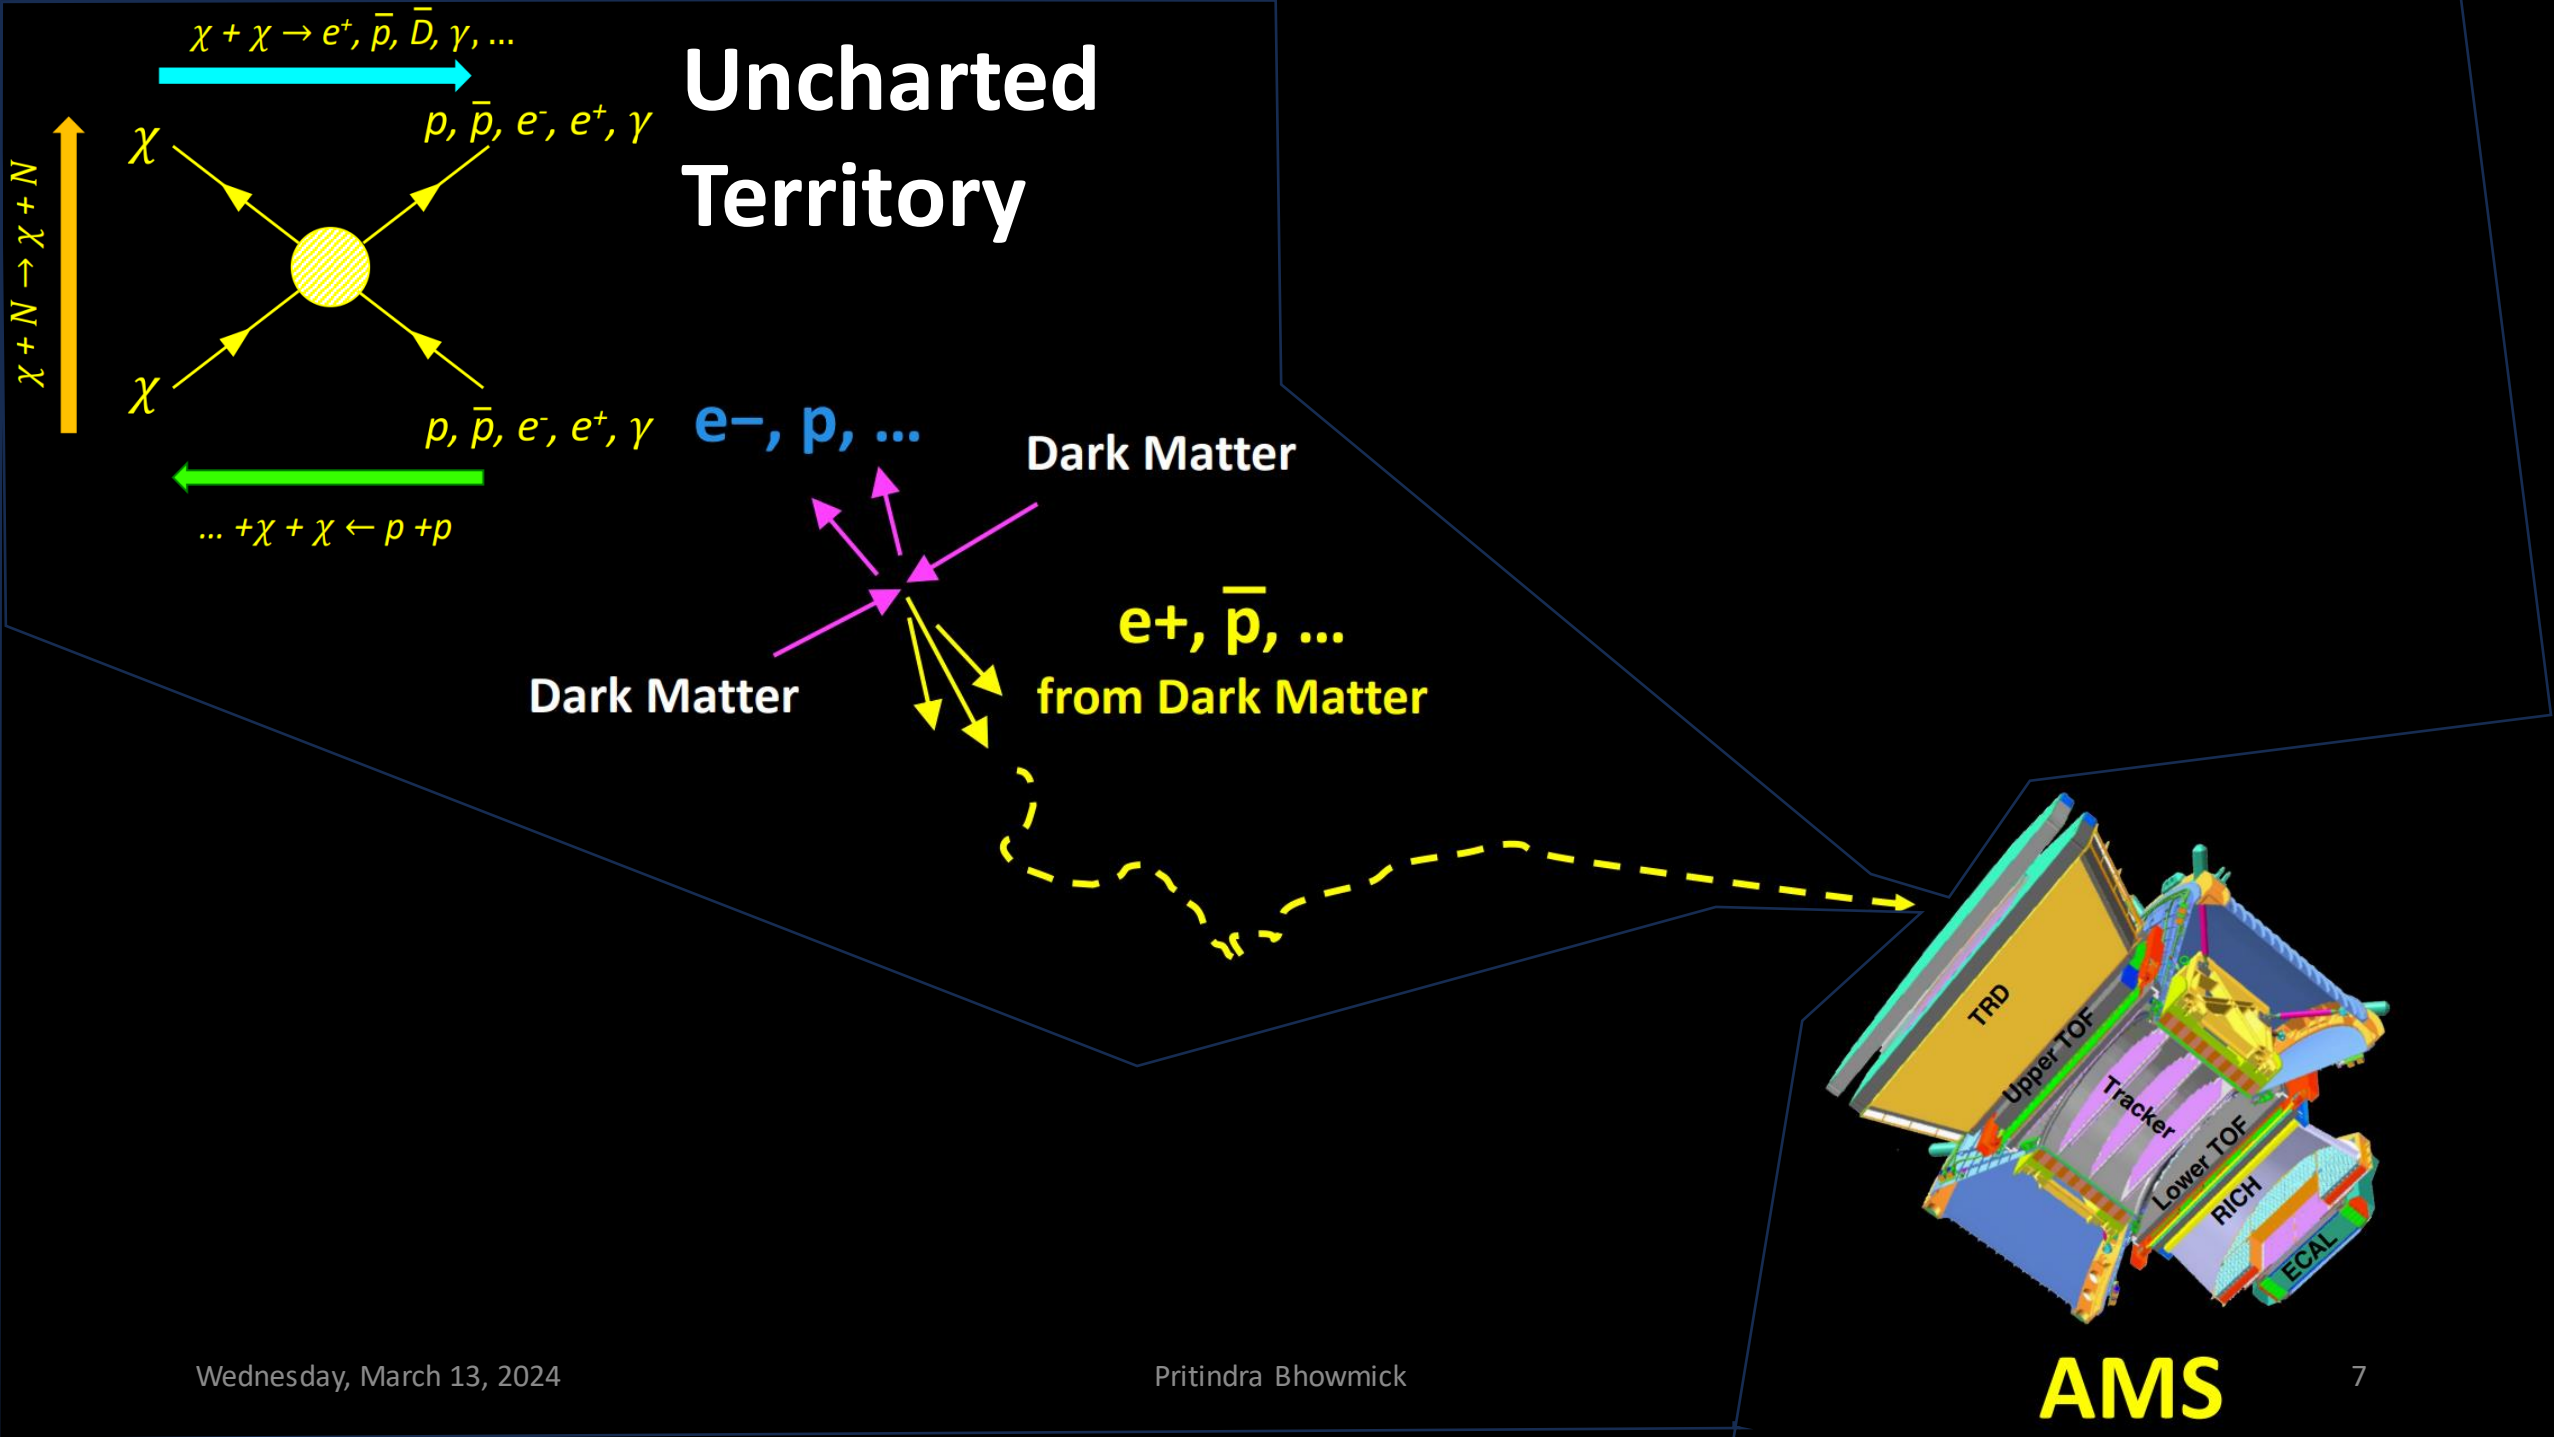 χ + χ → e⁺, p̄, D̄, γ, ...
Uncharted
Territory
χ + N → χ + N
χ
p, p̄, e⁻, e⁺, γ
χ
p, p̄, e⁻, e⁺, γ
... +χ + χ ← p +p
e−, p, ...
Dark Matter
Dark Matter
e+, p̄, ...
from Dark Matter
TRD
Upper TOF
Tracker
Lower TOF
RICH
ECAL
AMS
Wednesday, March 13, 2024
Pritindra Bhowmick
7